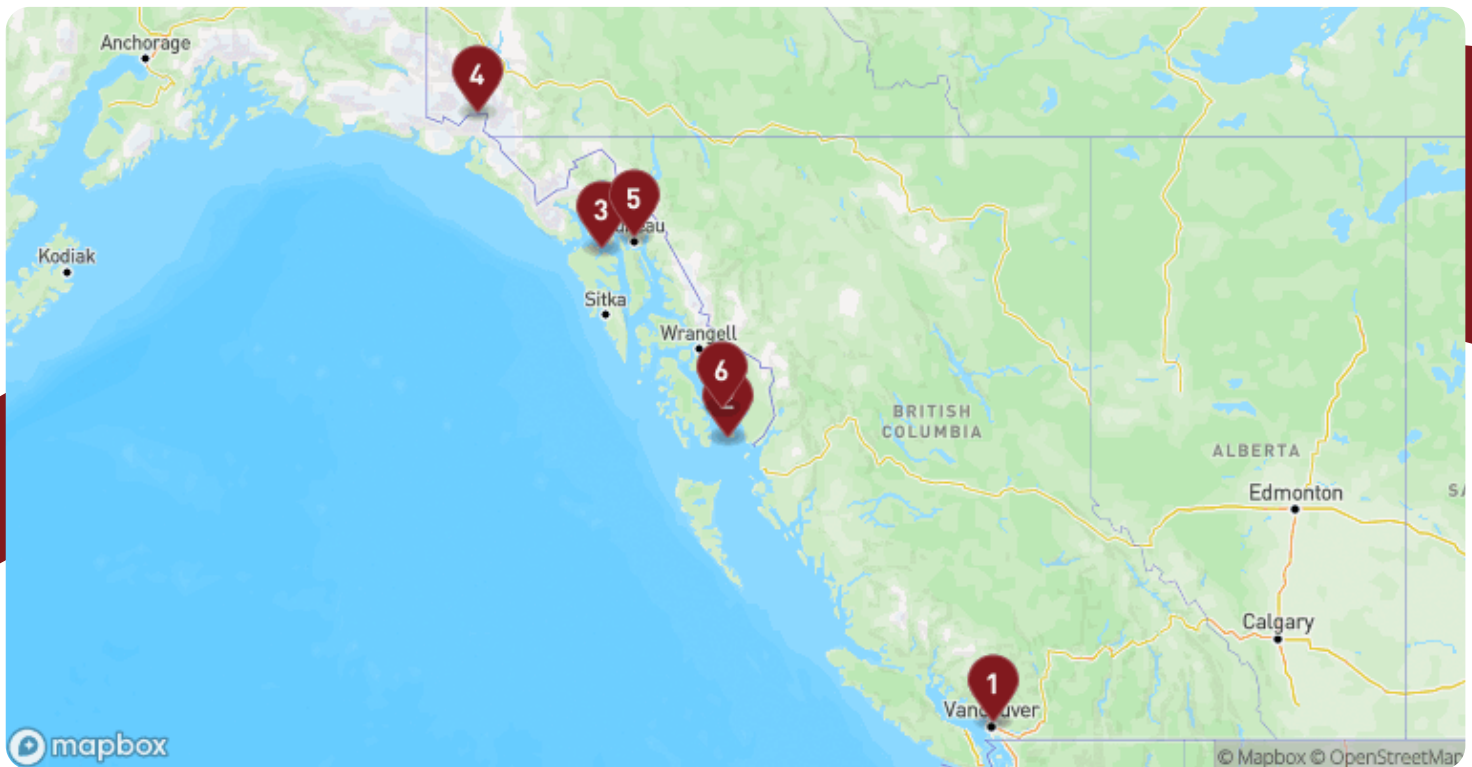 Anchorage
4
5
3
Kodiak
Sitka
Wrangell
6
BRITISH
COLUMBIA
ALBERTA
Edmonton
Calgary
1
mapbox
© Mapbox © OpenStreetMap